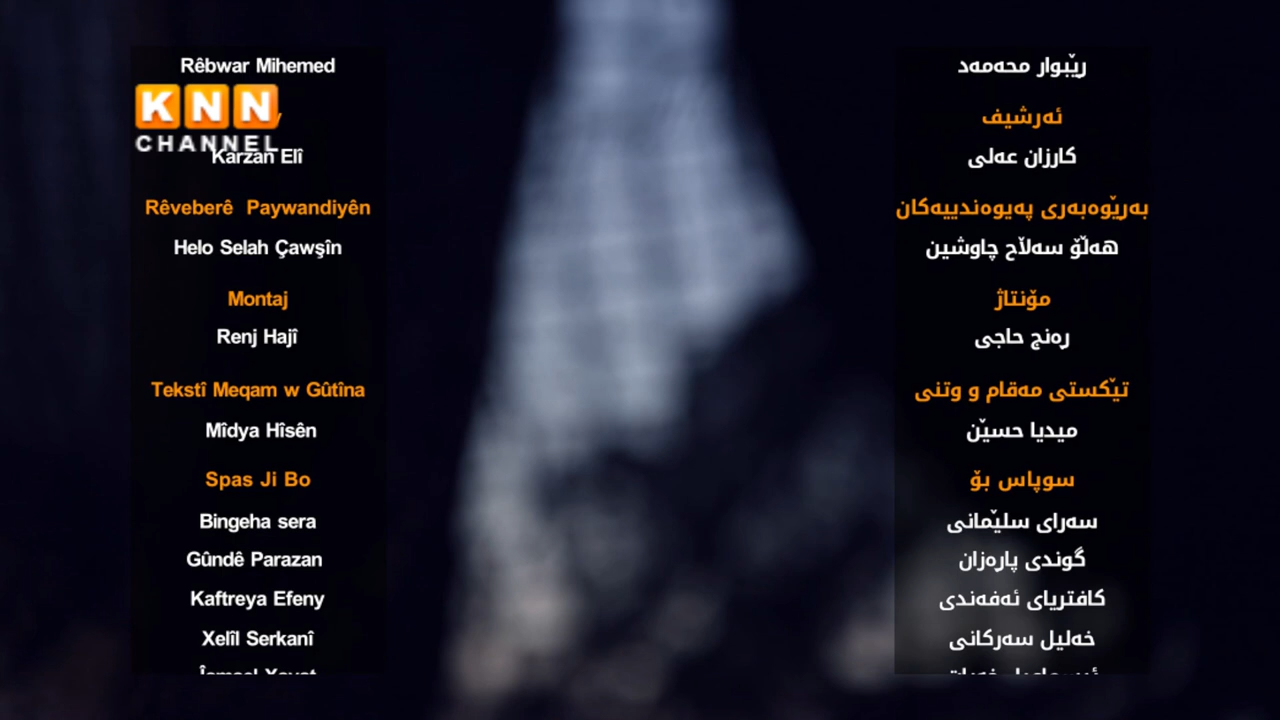 Rêbwar Mihemed
KNN
CHANNEL
Karzan Elî
Rêveberê Paywandiyên
Helo Selah Çawşîn
Montaj
Renj Hajî
Tekstî Meqam w Gûtîna
Mîdya Hîsên
Spas Ji Bo
Bingeha sera
Gûndê Parazan
Kaftreya Efeny
Xelîl Serkanî
ڕێبوار محەمەد
ئەرشیف
کارزان عەلی
بەڕێوەبەری پەیوەندییەکان
هەڵۆ سەڵاح چاوشین
مۆنتاژ
ڕەنج حاجی
تێکستی مەقام و وتنی
میدیا حسێن
سوپاس بۆ
سەرای سلێمانی
گوندی پاڕەزان
کافتریای ئەفەندی
خەلیل سەرکانی